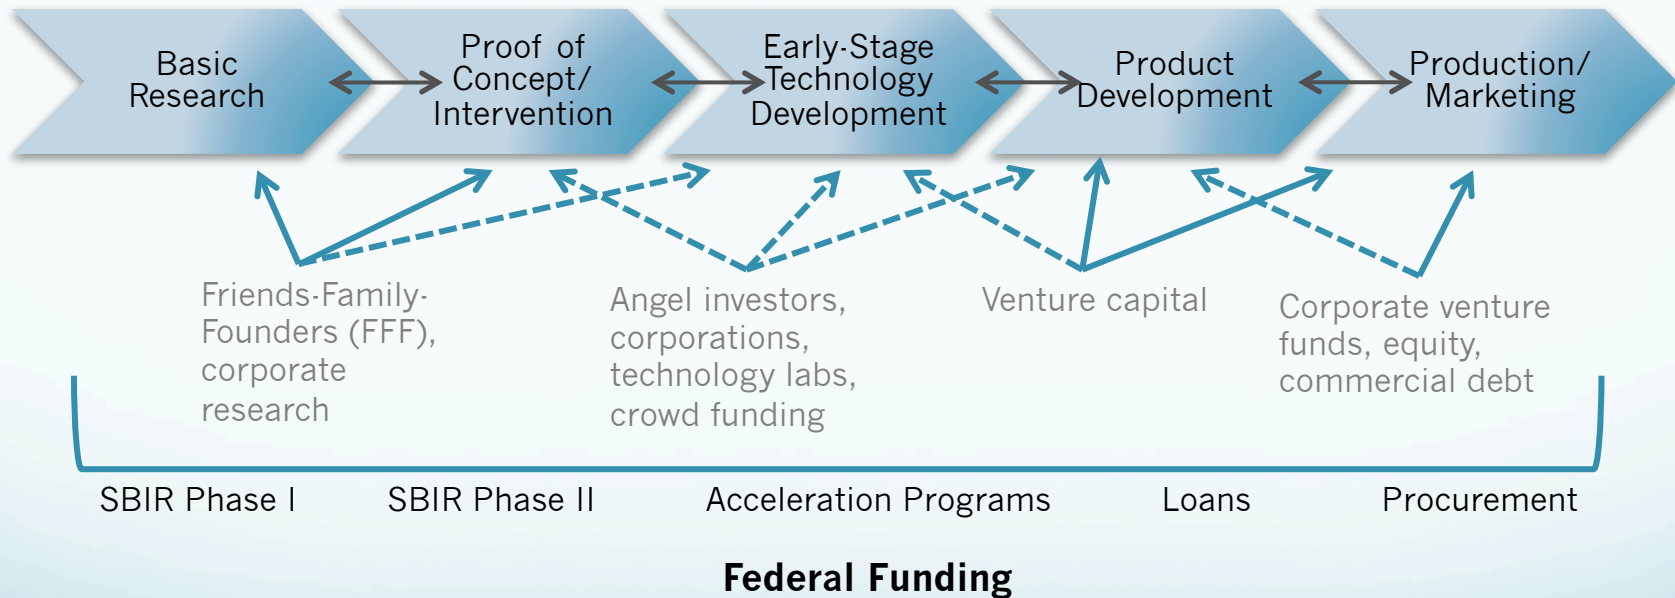 Basic
Research
Proof of
Concept/
Intervention
Early-Stage
Technology
Development
Product
Development
Production/
Marketing
Friends-Family-
Founders (FFF),
corporate
research
Angel investors,
corporations,
technology labs,
crowd funding
Venture capital
Corporate venture
funds, equity,
commercial debt
SBIR Phase I
SBIR Phase II
Acceleration Programs
Loans
Procurement
Federal Funding